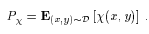 P_χ = E_{(x,y)∼𝒟} [χ(x, y)] .